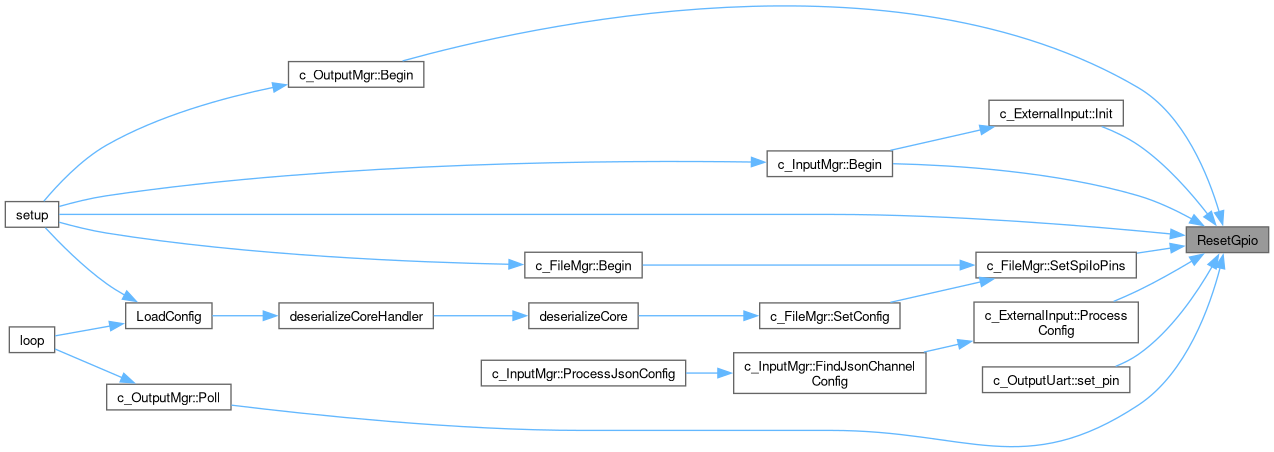 c_OutputMgr::Begin
c_ExternalInput::Init
c_InputMgr::Begin
setup
ResetGpio
c_FileMgr::Begin
c_FileMgr::SetSpiIoPins
LoadConfig
deserializeCoreHandler
deserializeCore
c_FileMgr::SetConfig
c_ExternalInput::Process
Config
loop
c_InputMgr::ProcessJsonConfig
c_InputMgr::FindJsonChannel
Config
c_OutputUart::set_pin
c_OutputMgr::Poll